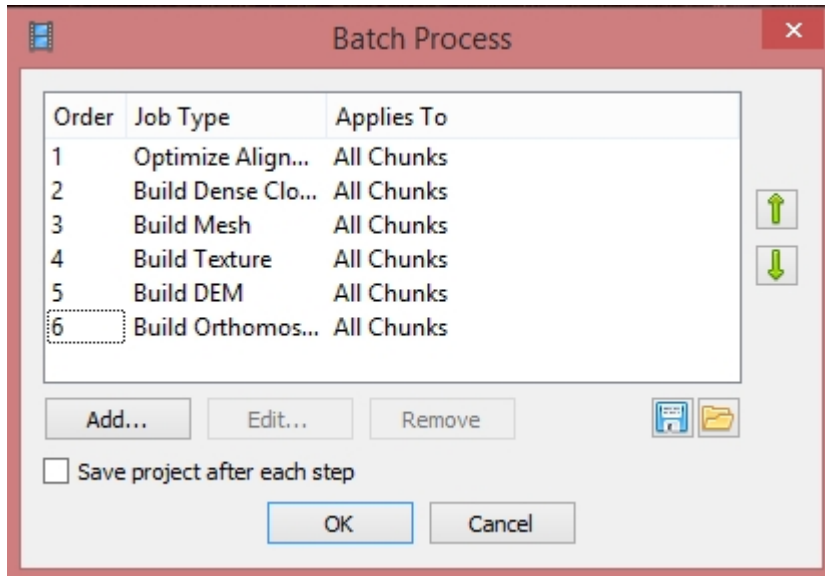 Batch Process
Order Job Type Applies To
1 Optimize Align... All Chunks
2 Build Dense Clo... All Chunks
3 Build Mesh All Chunks
4 Build Texture All Chunks
5 Build DEM All Chunks
6 Build Orthomos... All Chunks
Add... Edit... Remove
Save project after each step
OK Cancel